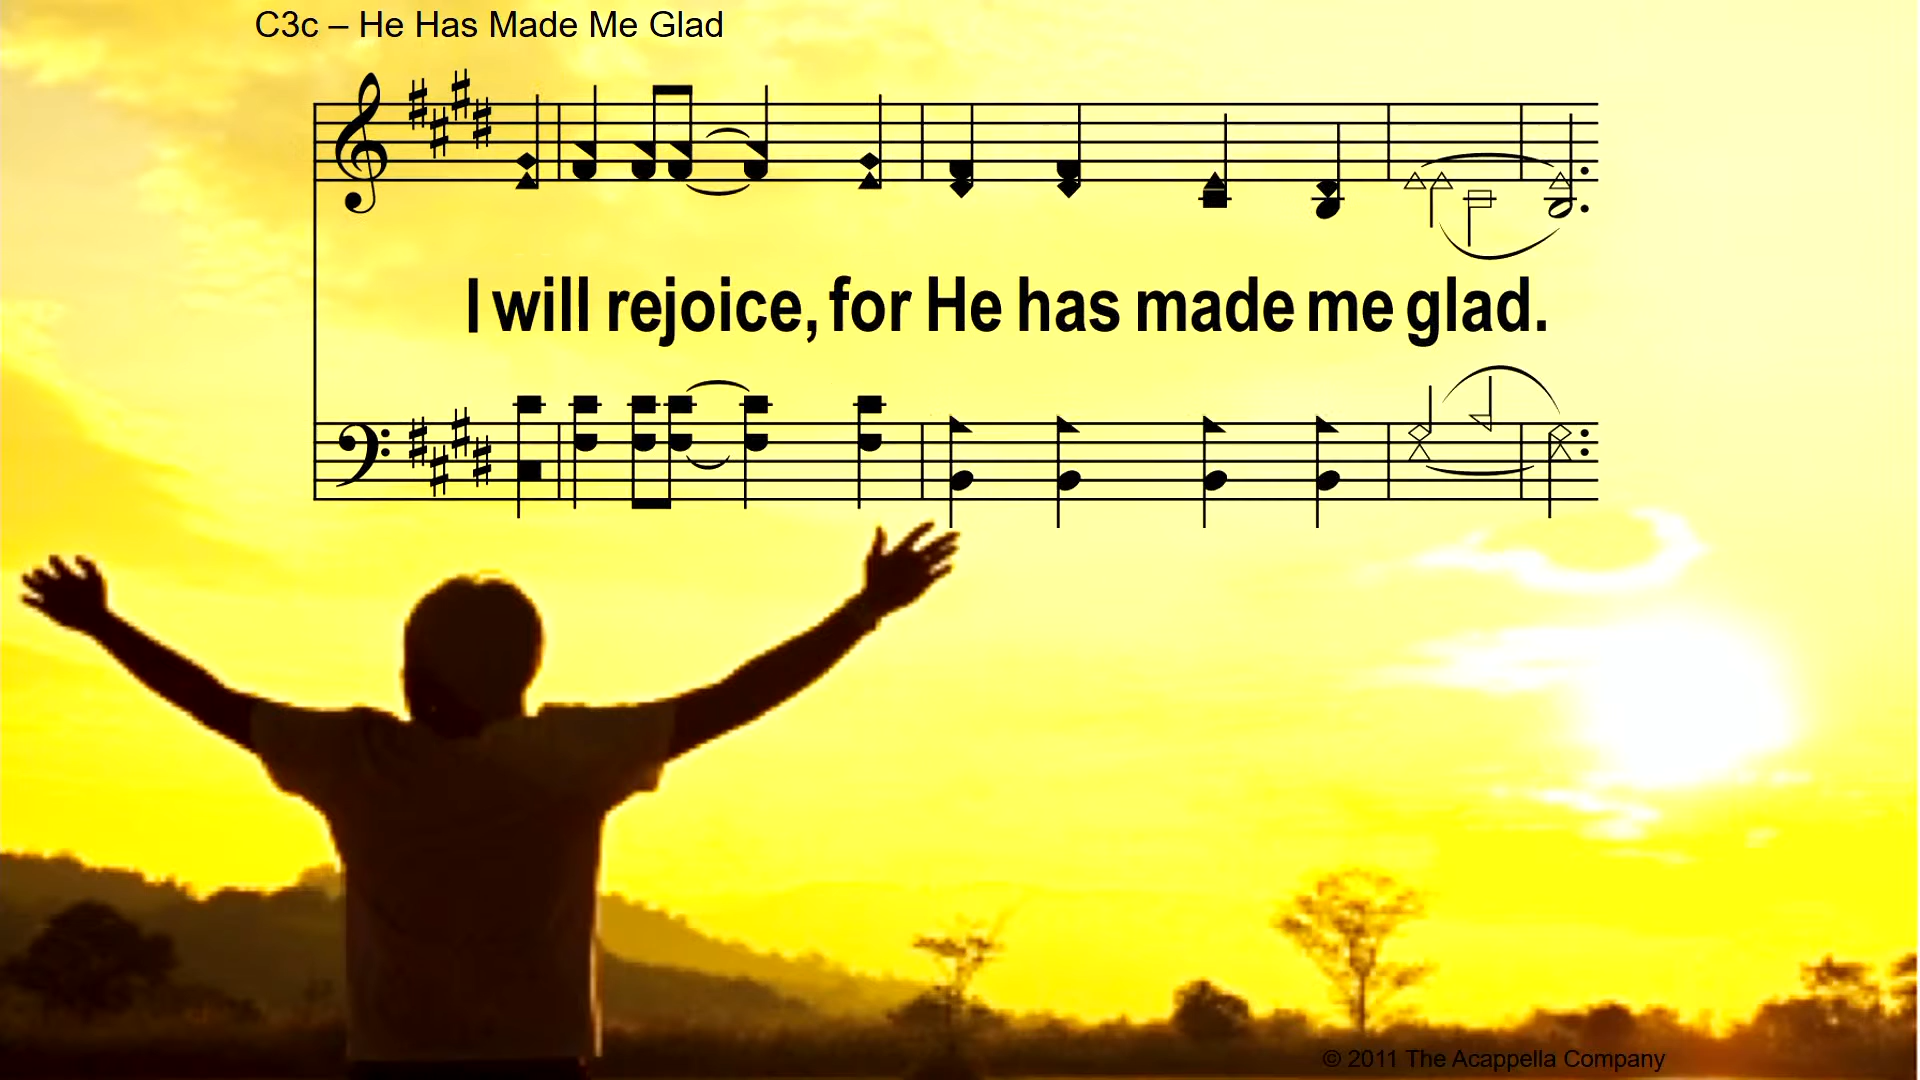 C3c – He Has Made Me Glad
I will rejoice, for He has made me glad.
© 2011 The Acappella Company